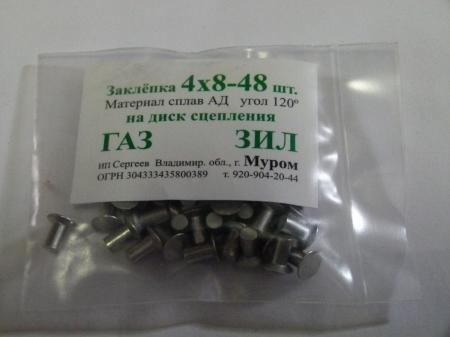 Заклёпка 4х8-48 шт.
Материал сплав АД угол 120°
на диск сцепления
ГАЗ ЗИЛ
ИП Сергеев Владимир. обл., г. Муром
ОГРН 304333435800389 т. 920-904-20-44